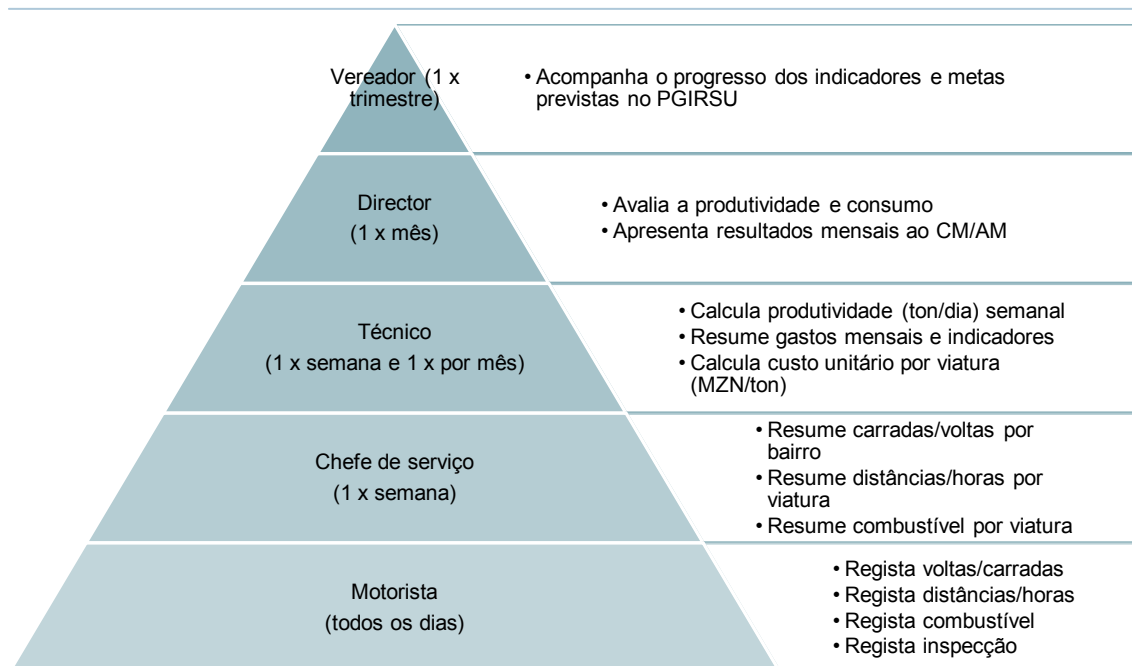 Vereador (1 x
trimestre)
• Acompanha o progresso dos indicadores e metas
previstas no PGIRSU
Director
(1 x mês)
• Avalia a produtividade e consumo
• Apresenta resultados mensais ao CM/AM
Técnico
(1 x semana e 1 x por mês)
• Calcula produtividade (ton/dia) semanal
• Resume gastos mensais e indicadores
• Calcula custo unitário por viatura
(MZN/ton)
Chefe de serviço
(1 x semana)
• Resume carradas/voltas por
bairro
• Resume distâncias/horas por
viatura
• Resume combustível por viatura
Motorista
(todos os dias)
• Regista voltas/carradas
• Regista distâncias/horas
• Regista combustível
• Regista inspecção